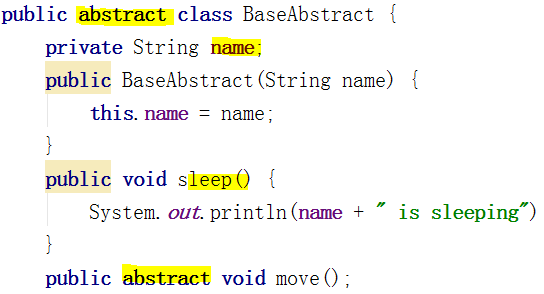 public abstract class BaseAbstract {
private String name;
public BaseAbstract(String name) {
this.name = name;
}
public void sleep() {
System.out.println(name + " is sleeping")
}
public abstract void move();